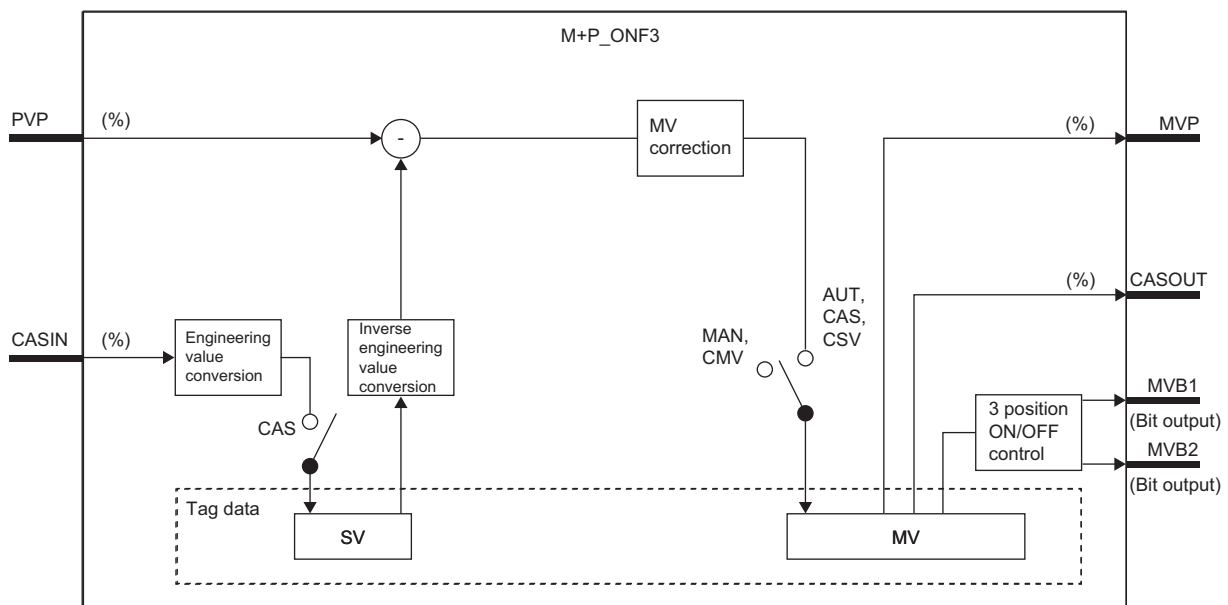 M+P_ONF3
PVP
(%)
-
MV
correction
(%)
MVP
CASIN
(%)
Engineering
value
conversion
CAS
Inverse
engineering
value
conversion
MAN,
CMV
AUT,
CAS,
CSV
(%)
CASOUT
3 position
ON/OFF
control
MVB1
(Bit output)
MVB2
(Bit output)
Tag data
SV
MV